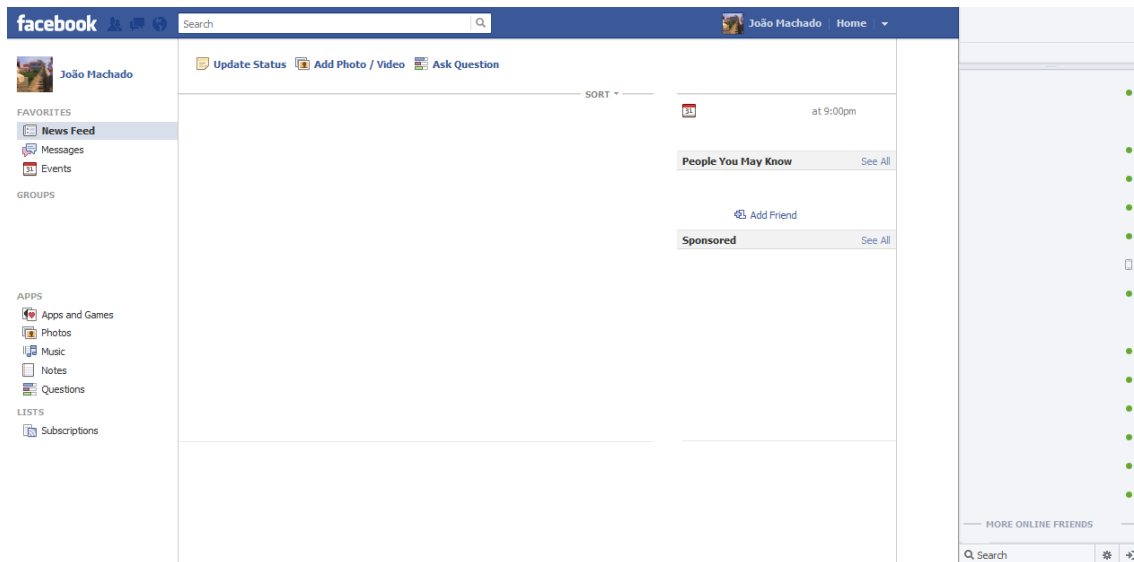 facebook
Search
João Machado
Home
João Machado
FAVORITES
News Feed
Messages
31 Events
GROUPS
APPS
Apps and Games
Photos
Music
Notes
Questions
LISTS
Subscriptions
Update Status Add Photo / Video Ask Question
SORT
31 at 9:00pm
People You May Know See All
Add Friend
Sponsored See All
MORE ONLINE FRIENDS
Search